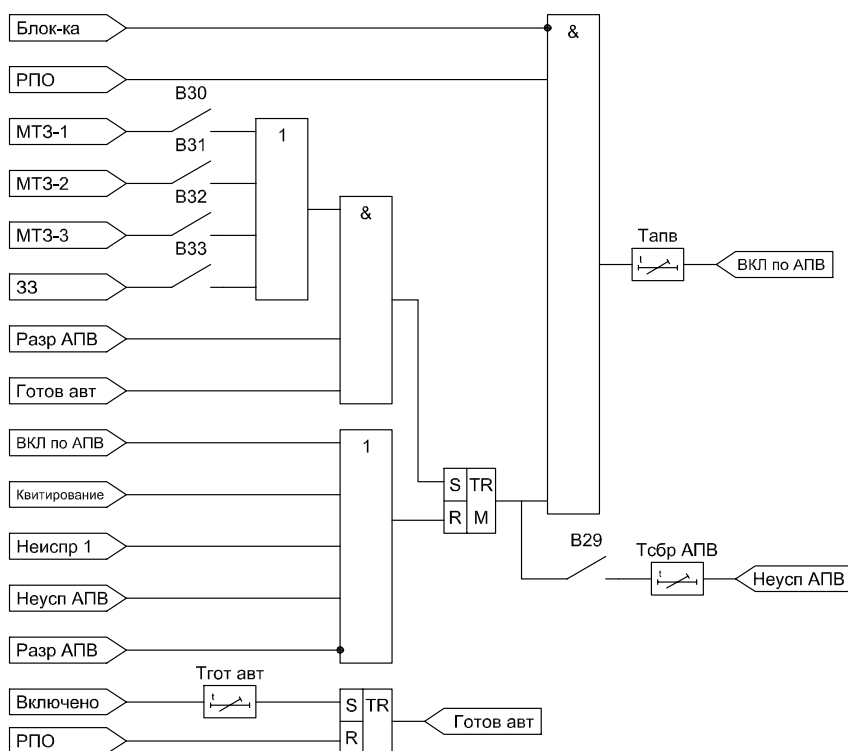 Блок-ка
&
РПО
В30
МТЗ-1
1
В31
МТЗ-2
В32
&
МТЗ-3
Тапв
В33
ВКЛ по АПВ
t
ЗЗ
Разр АПВ
Готов авт
ВКЛ по АПВ
1
Квитирование
S TR
R M
Неиспр 1
В29
Тсбр АПВ
t
Неусп АПВ
Неусп АПВ
Разр АПВ
Тгот авт
t
Включено
S TR
Готов авт
РПО
R